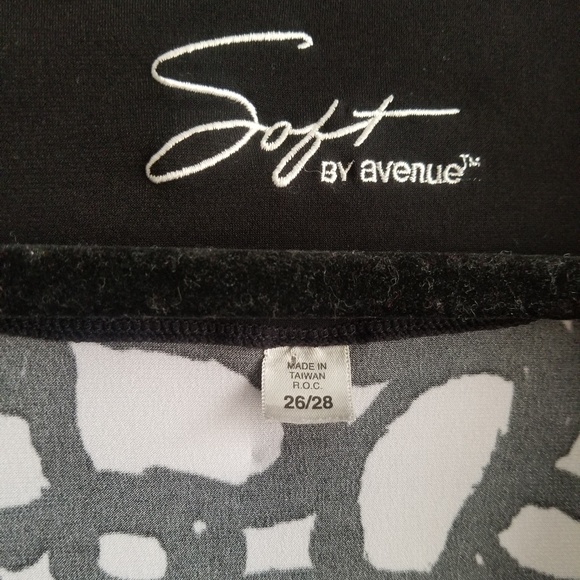 Soft
BY avenue™
MADE IN
TAIWAN
R.O.C.
26/28